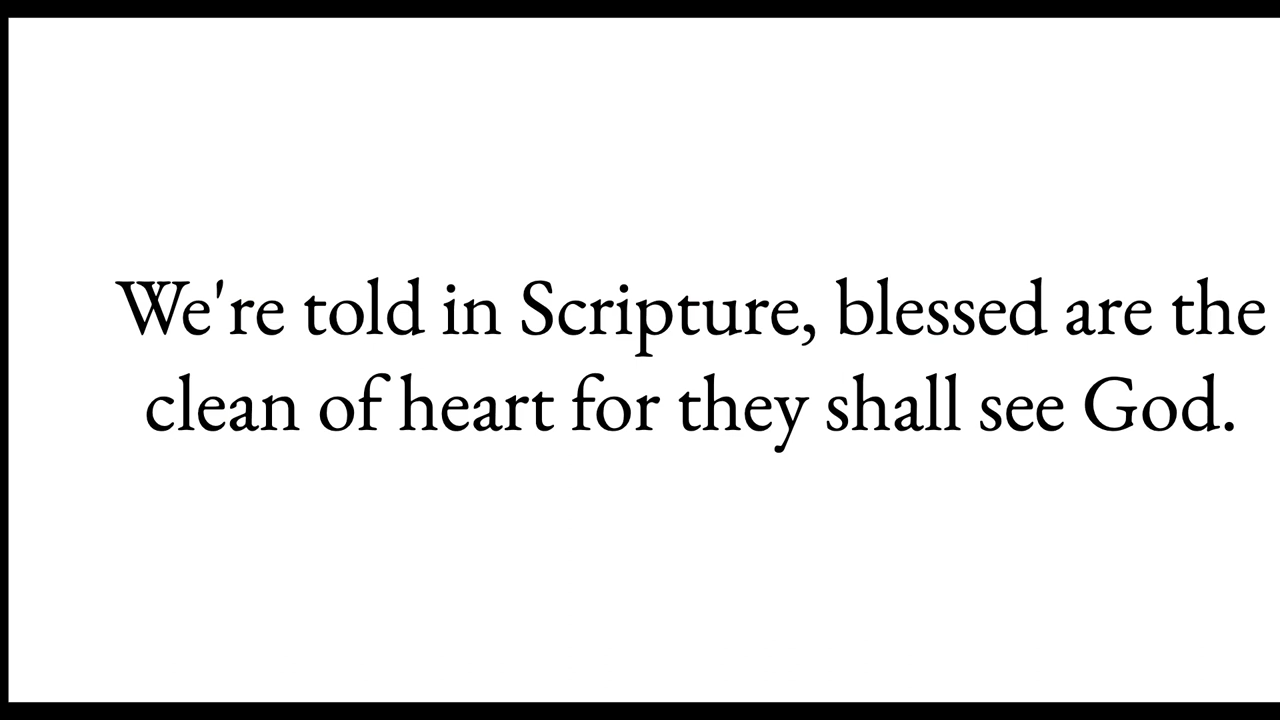 We're told in Scripture, blessed are the
clean of heart for they shall see God.